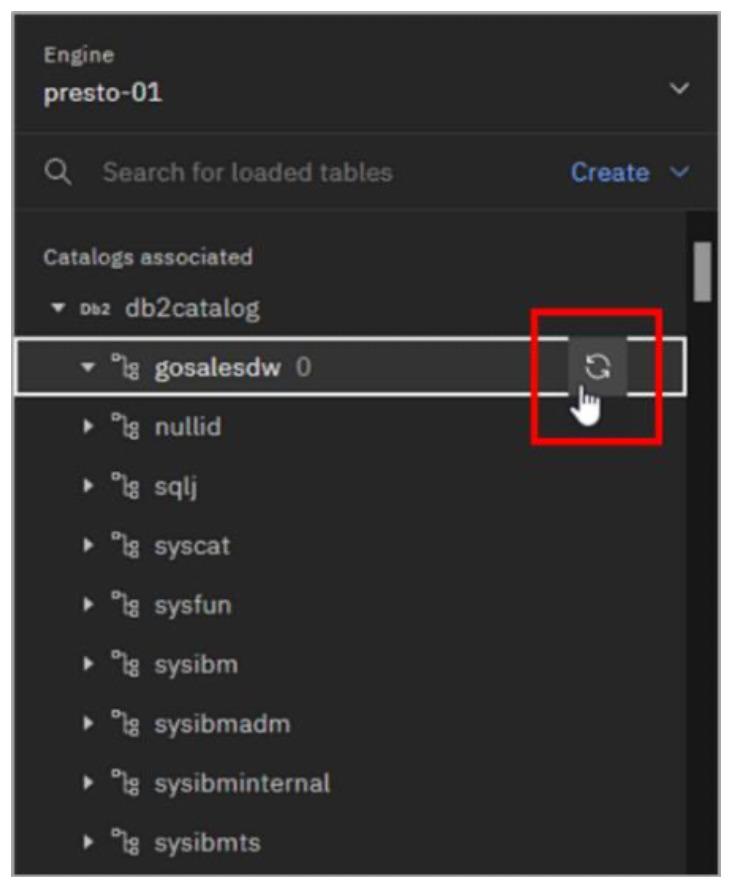 Engine
presto-01
Search for loaded tables Create
Catalogs associated
Db2 db2catalog
gosalesdw 0
nullid
sqlj
syscat
sysfun
sysibm
sysibmadm
sysibminternal
sysibmts